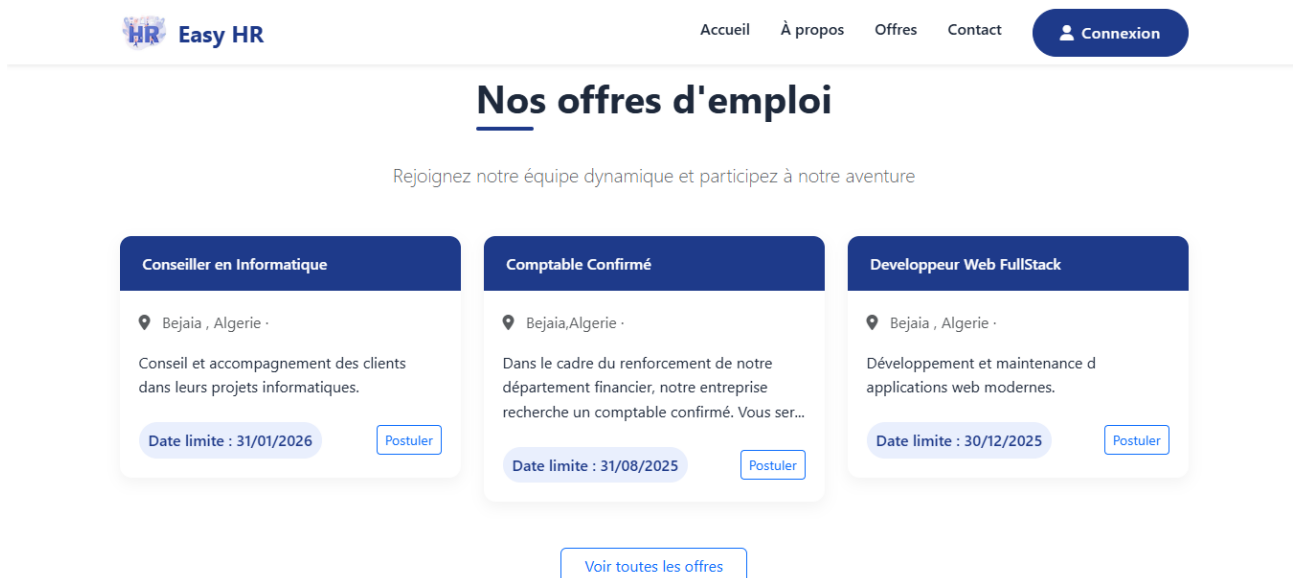 HR Easy HR
Accueil À propos Offres Contact Connexion
Nos offres d'emploi
Rejoignez notre équipe dynamique et participez à notre aventure
Conseiller en Informatique
Bejaia , Algerie ·
Conseil et accompagnement des clients
dans leurs projets informatiques.
Date limite : 31/01/2026 Postuler
Comptable Confirmé
Bejaia,Algerie ·
Dans le cadre du renforcement de notre
département financier, notre entreprise
recherche un comptable confirmé. Vous ser...
Date limite : 31/08/2025 Postuler
Developpeur Web FullStack
Bejaia , Algerie ·
Développement et maintenance d
applications web modernes.
Date limite : 30/12/2025 Postuler
Voir toutes les offres